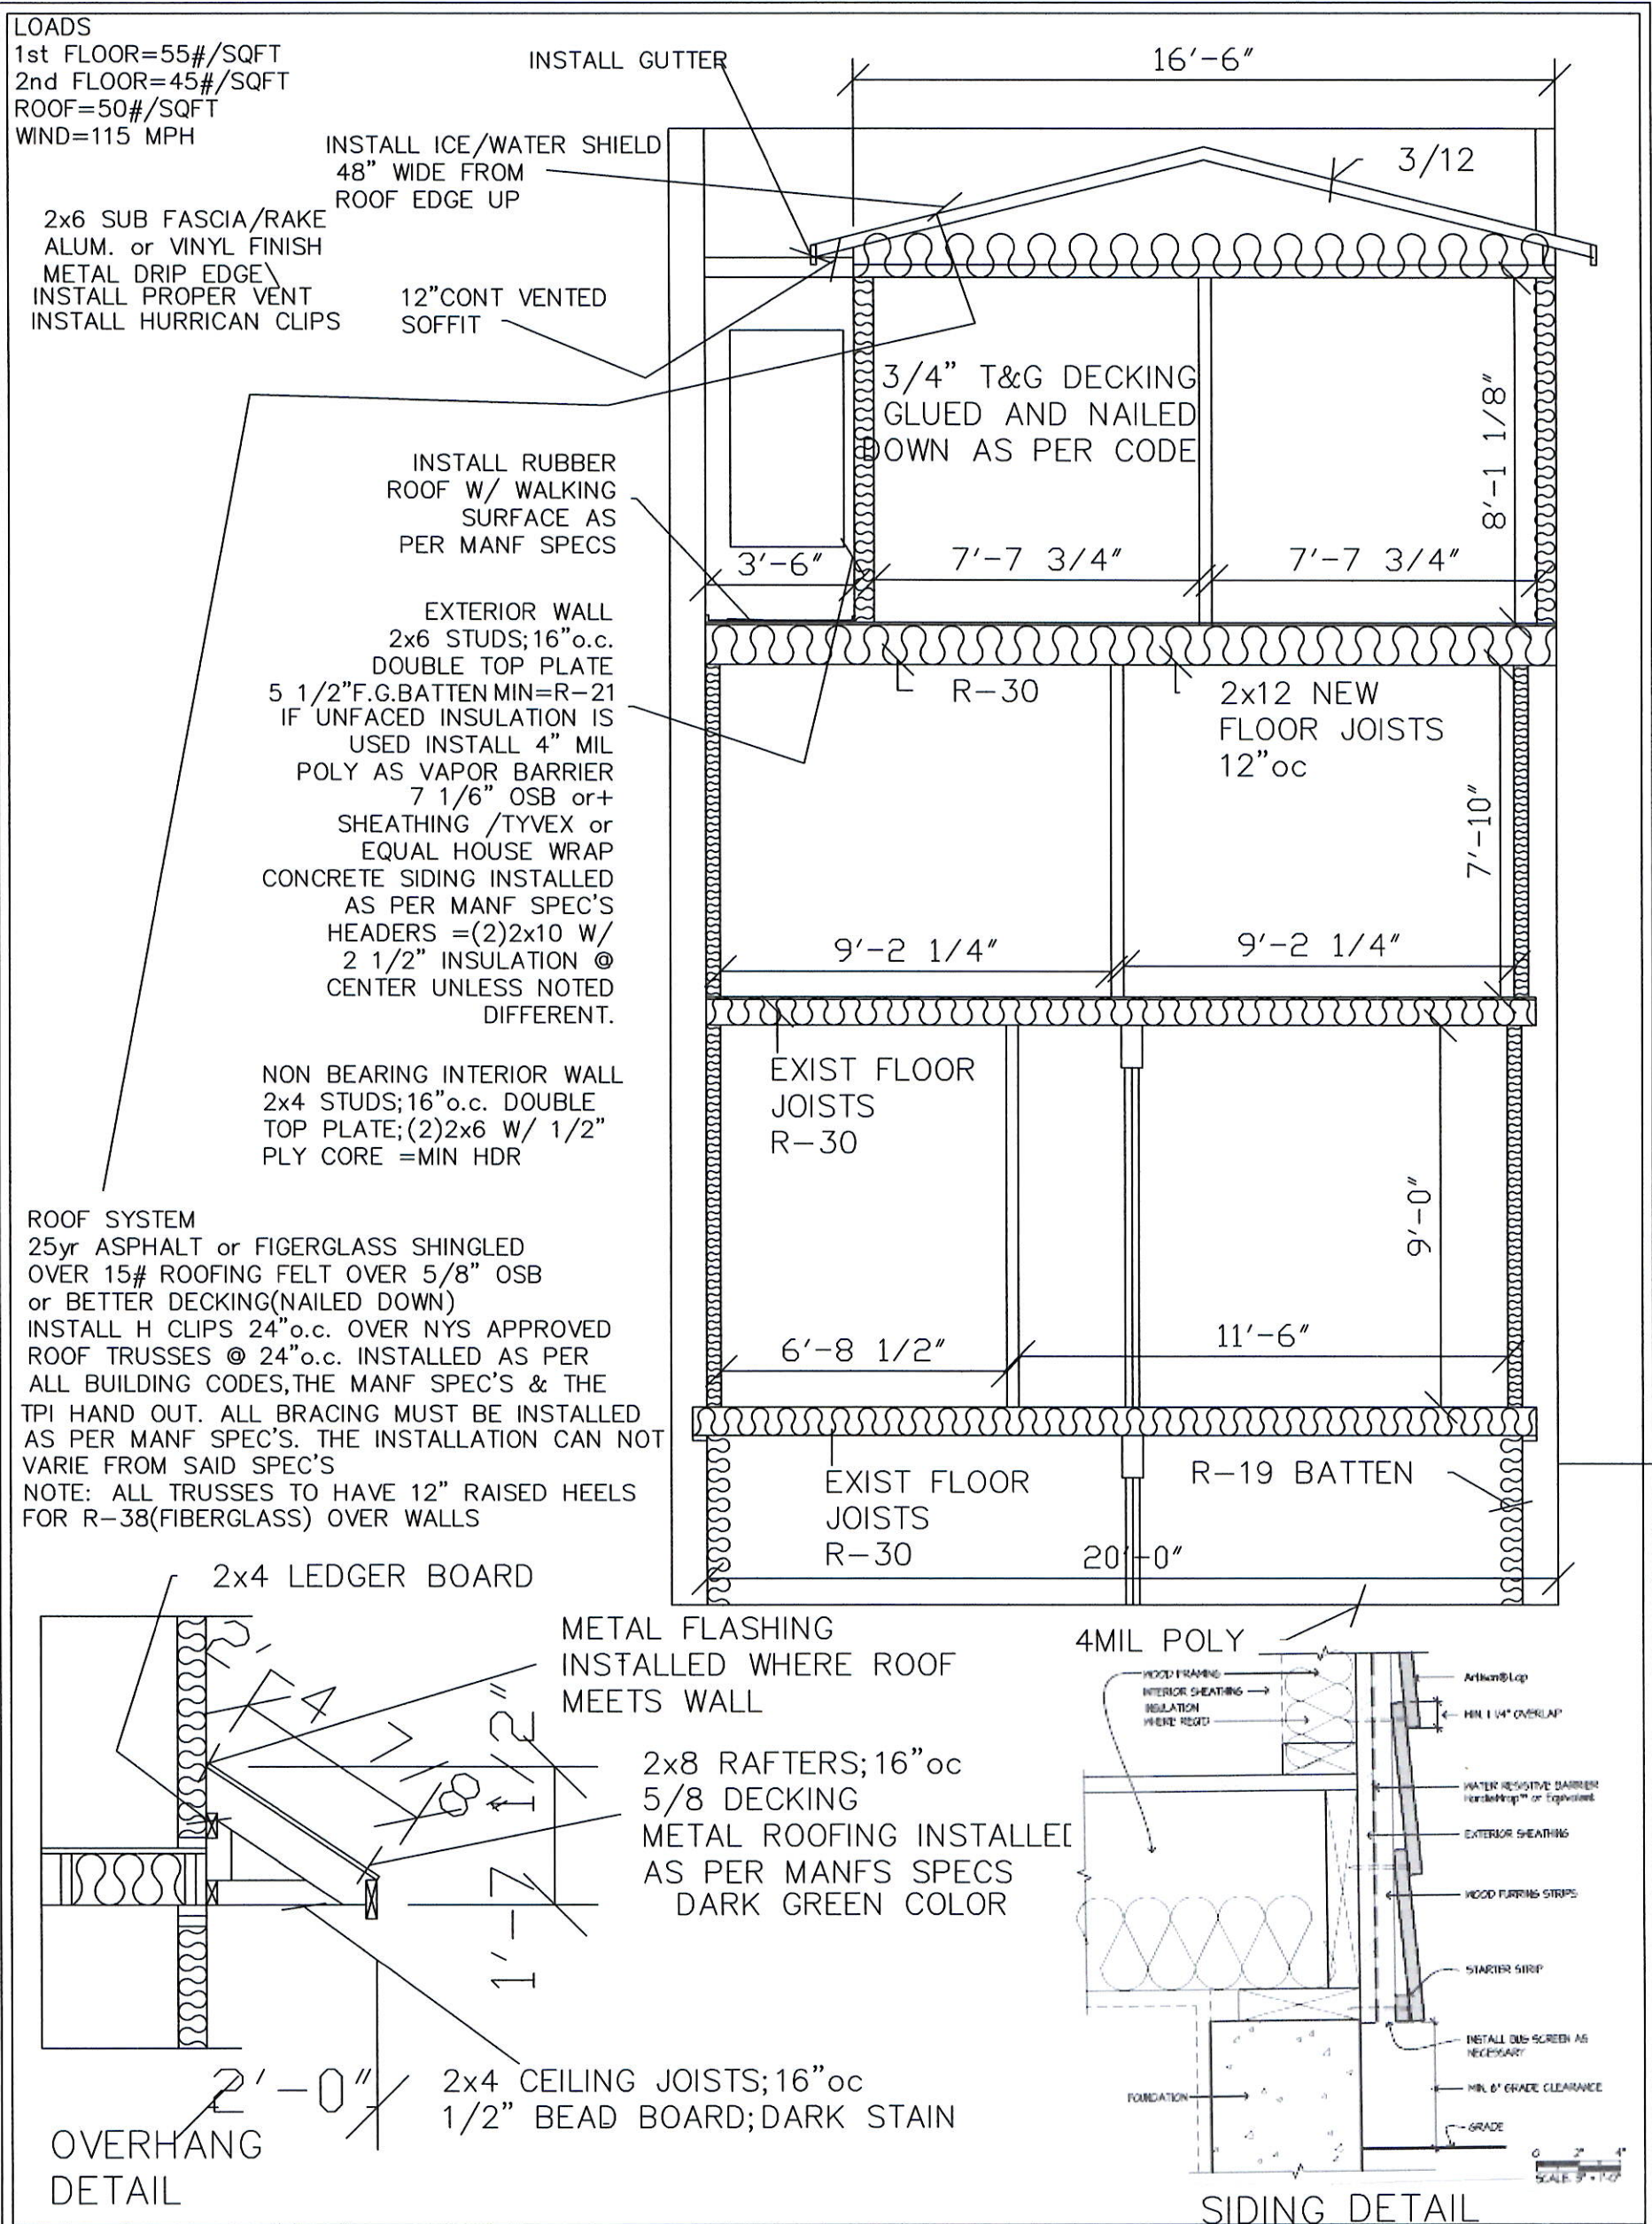 LOADS
1st FLOOR=55#/SQFT
2nd FLOOR=45#/SQFT
ROOF=50#/SQFT
WIND=115 MPH
INSTALL GUTTER
16'-6"
INSTALL ICE/WATER SHIELD
48" WIDE FROM
ROOF EDGE UP
3/12
2x6 SUB FASCIA/RAKE
ALUM. or VINYL FINISH
METAL DRIP EDGE\
INSTALL PROPER VENT
INSTALL HURRICAN CLIPS
12"CONT VENTED
SOFFIT
3/4" T&G DECKING
GLUED AND NAILED
DOWN AS PER CODE
8'-1 1/8"
INSTALL RUBBER
ROOF W/ WALKING
SURFACE AS
PER MANF SPECS
3'-6"
7'-7 3/4"
7'-7 3/4"
EXTERIOR WALL
2x6 STUDS;16"o.c.
DOUBLE TOP PLATE
5 1/2"F.G.BATTEN MIN=R-21
IF UNFACED INSULATION IS
USED INSTALL 4" MIL
POLY AS VAPOR BARRIER
7 1/6" OSB or+
SHEATHING /TYVEX or
EQUAL HOUSE WRAP
CONCRETE SIDING INSTALLED
AS PER MANF SPEC'S
HEADERS =(2)2x10 W/
2 1/2" INSULATION @
CENTER UNLESS NOTED
DIFFERENT.
R-30
2x12 NEW
FLOOR JOISTS
12"oc
7'-10"
9'-2 1/4"
9'-2 1/4"
NON BEARING INTERIOR WALL
2x4 STUDS;16"o.c. DOUBLE
TOP PLATE;(2)2x6 W/ 1/2"
PLY CORE =MIN HDR
EXIST FLOOR
JOISTS
R-30
9'-0"
6'-8 1/2"
11'-6"
ROOF SYSTEM
25yr ASPHALT or FIGERGLASS SHINGLED
OVER 15# ROOFING FELT OVER 5/8" OSB
or BETTER DECKING(NAILED DOWN)
INSTALL H CLIPS 24"o.c. OVER NYS APPROVED
ROOF TRUSSES @ 24"o.c. INSTALLED AS PER
ALL BUILDING CODES,THE MANF SPEC'S & THE
TPI HAND OUT. ALL BRACING MUST BE INSTALLED
AS PER MANF SPEC'S. THE INSTALLATION CAN NOT
VARIE FROM SAID SPEC'S
NOTE: ALL TRUSSES TO HAVE 12" RAISED HEELS
FOR R-38(FIBERGLASS) OVER WALLS
EXIST FLOOR
JOISTS
R-30
R-19 BATTEN
20'-0"
4MIL POLY
2x4 LEDGER BOARD
METAL FLASHING
INSTALLED WHERE ROOF
MEETS WALL
2x8 RAFTERS;16"oc
5/8 DECKING
METAL ROOFING INSTALLED
AS PER MANFS SPECS
DARK GREEN COLOR
2'-0"
2x4 CEILING JOISTS;16"oc
1/2" BEAD BOARD;DARK STAIN
OVERHANG
DETAIL
WOOD FRAMING
INTERIOR SHEATHING
INSULATION
WHERE REQ'D
Artisan® Lap
MIN. 1 1/4" OVERLAP
WATER RESISTIVE BARRIER
HardieWrap™ or Equivalent
EXTERIOR SHEATHING
WOOD FURRING STRIPS
STARTER STRIP
INSTALL BUG SCREEN AS
NECESSARY
MIN. 6" GRADE CLEARANCE
FOUNDATION
GRADE
0 2" 4"
SCALE: 3" = 1'-0"
SIDING DETAIL